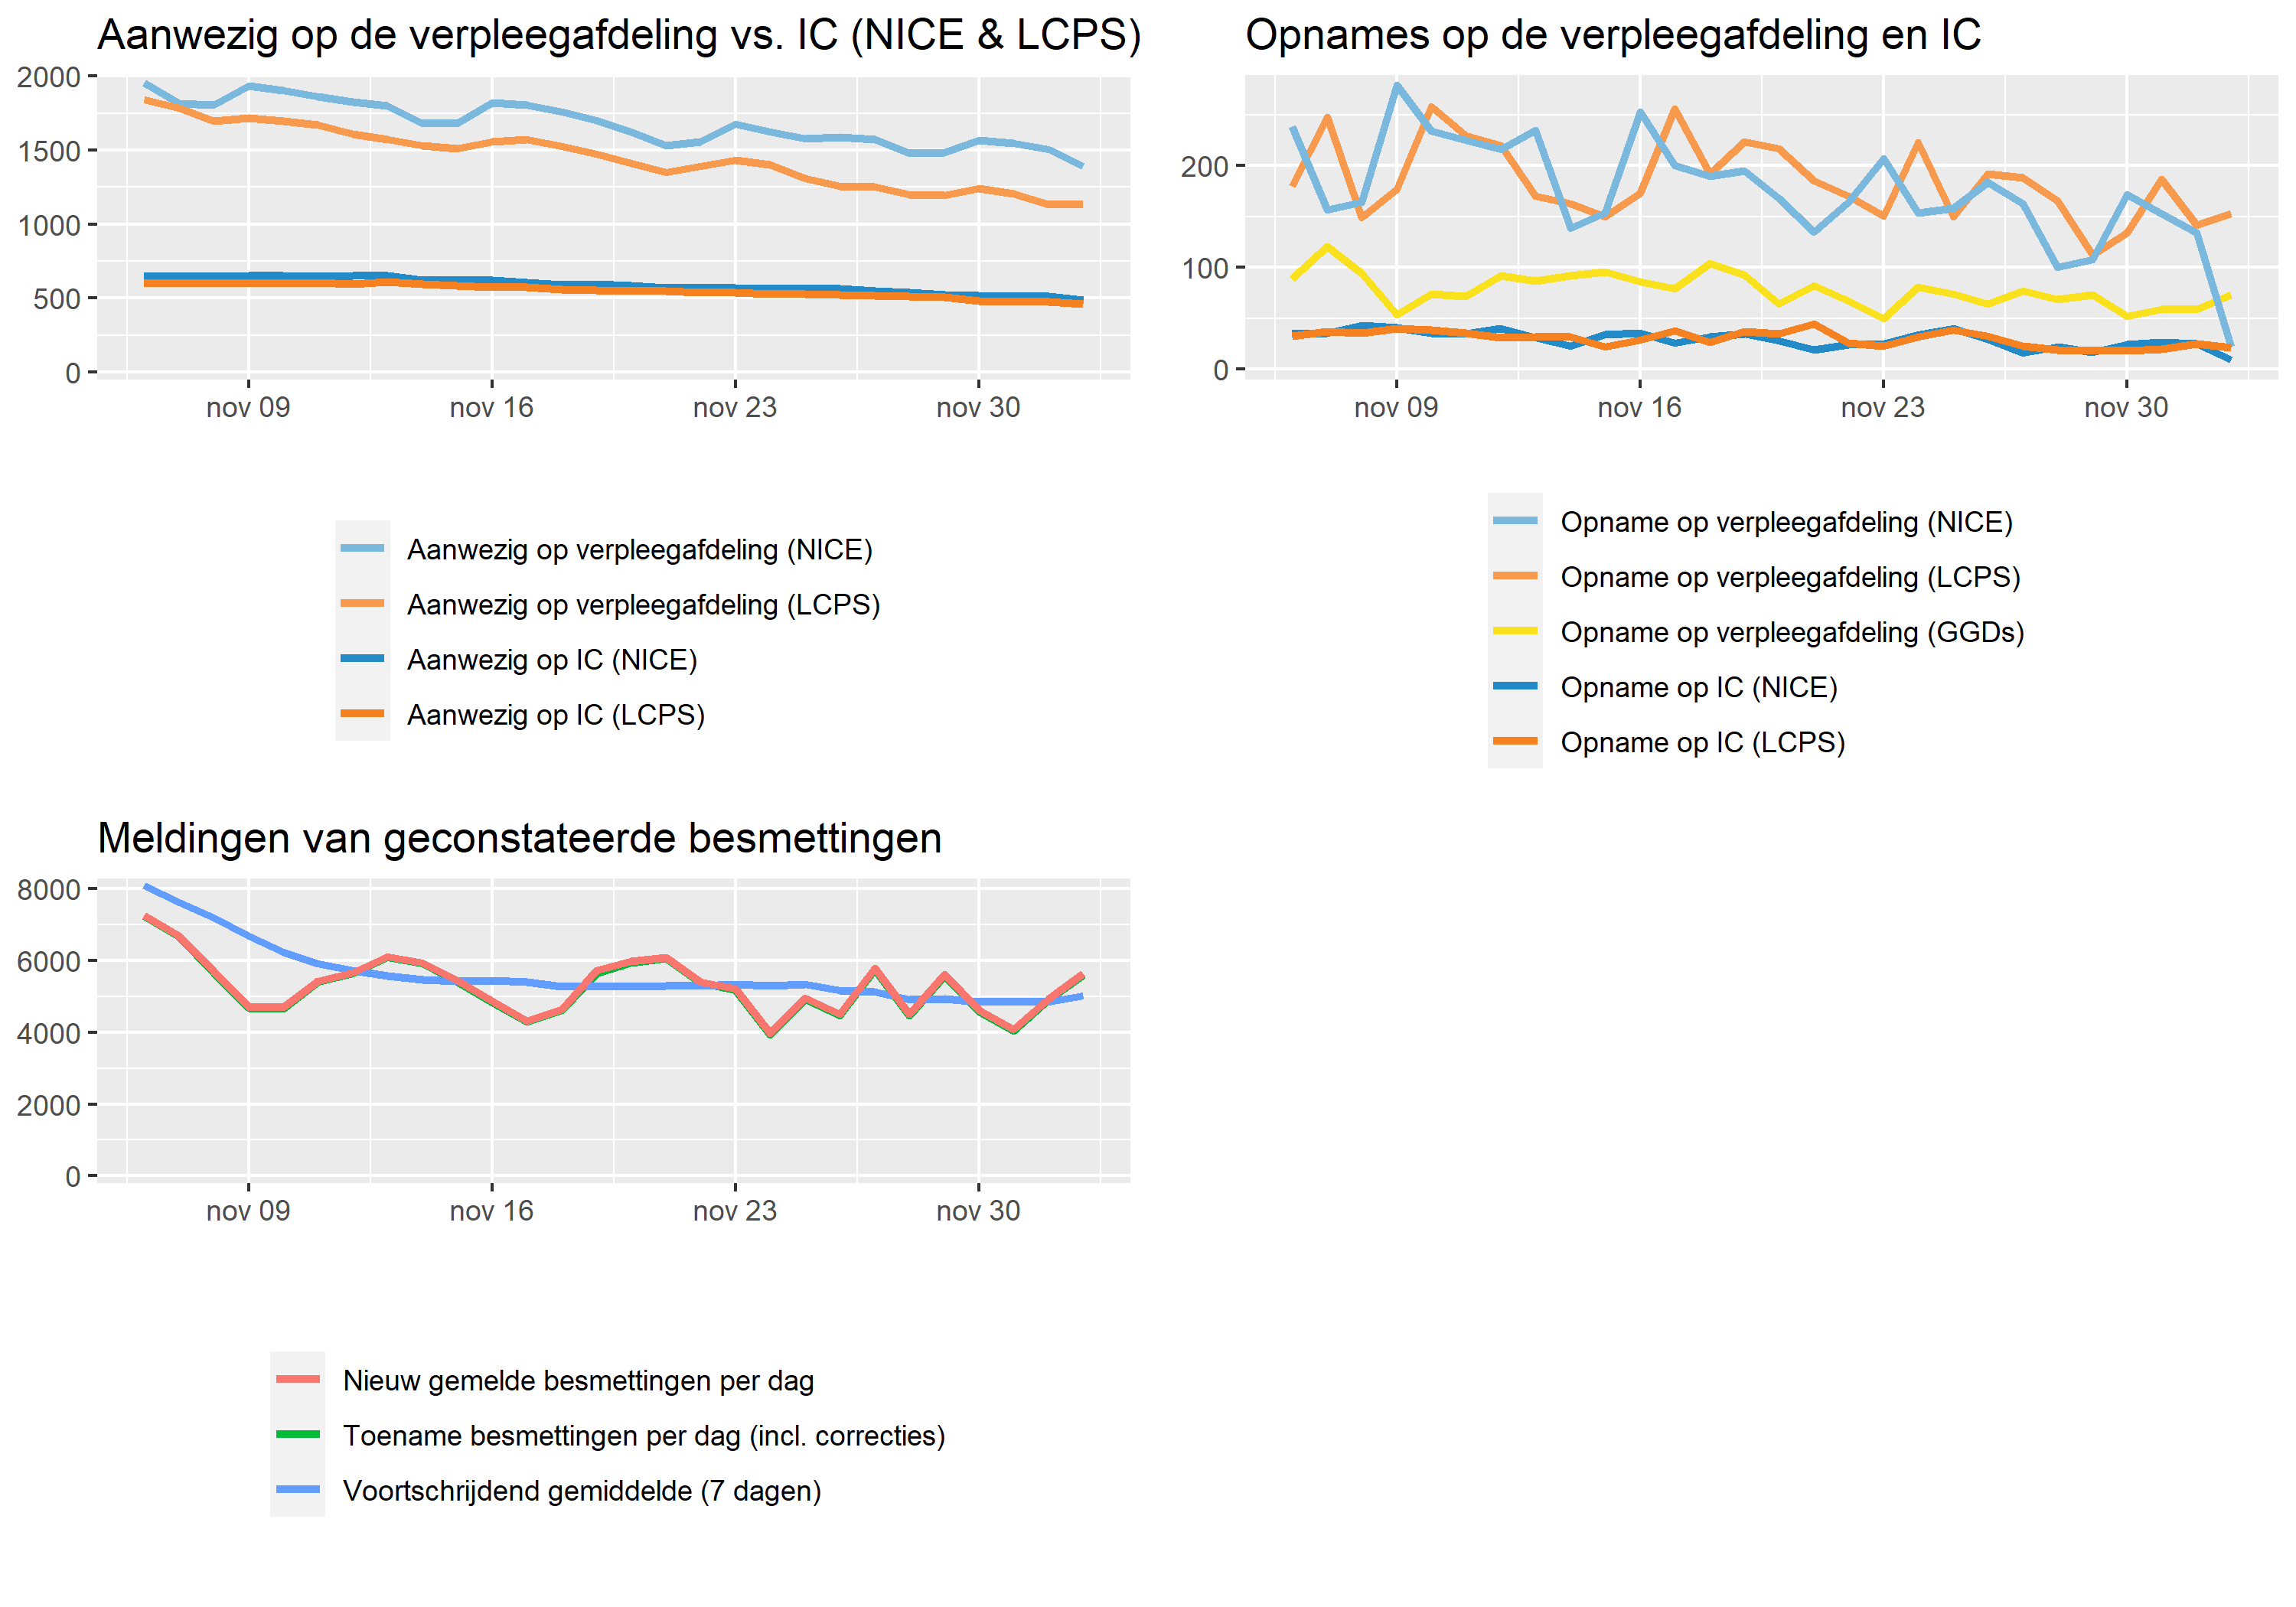 Aanwezig op de verpleegafdeling vs. IC (NICE & LCPS)
2000
1500
1000
500
0
nov 09 nov 16 nov 23 nov 30
Aanwezig op verpleegafdeling (NICE)
Aanwezig op verpleegafdeling (LCPS)
Aanwezig op IC (NICE)
Aanwezig op IC (LCPS)
Opnames op de verpleegafdeling en IC
200
100
0
nov 09 nov 16 nov 23 nov 30
Opname op verpleegafdeling (NICE)
Opname op verpleegafdeling (LCPS)
Opname op verpleegafdeling (GGDs)
Opname op IC (NICE)
Opname op IC (LCPS)
Meldingen van geconstateerde besmettingen
8000
6000
4000
2000
0
nov 09 nov 16 nov 23 nov 30
Nieuw gemelde besmettingen per dag
Toename besmettingen per dag (incl. correcties)
Voortschrijdend gemiddelde (7 dagen)